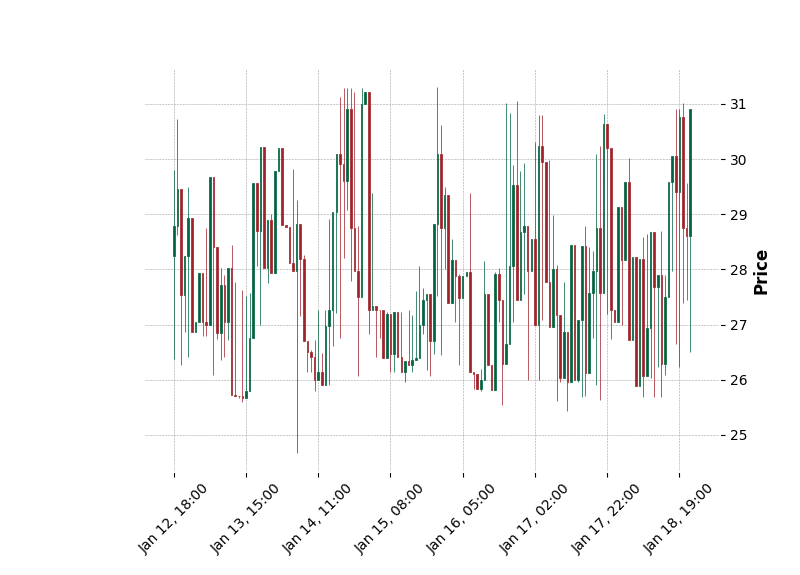 31
30
29
28
27
26
25
Price
Jan 12, 18:00
Jan 13, 15:00
Jan 14, 11:00
Jan 15, 08:00
Jan 16, 05:00
Jan 17, 02:00
Jan 17, 22:00
Jan 18, 19:00